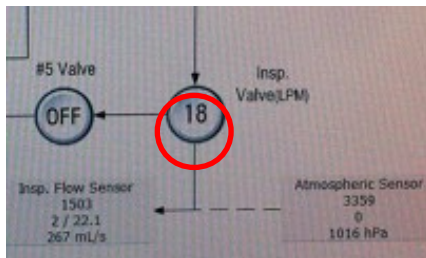 #5 Valve
Insp.
Valve(LPM)
OFF
18
Insp. Flow Sensor
1503
2 / 22.1
267 mL/s
Atmospheric Sensor
3359
0
1016 hPa